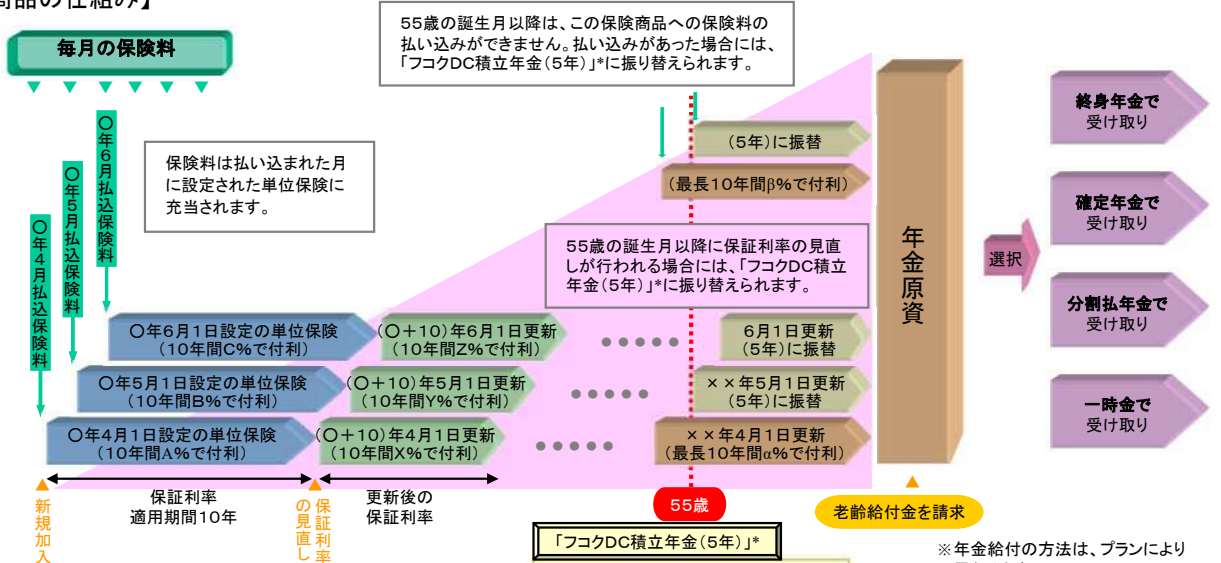 商品の仕組み】
毎月の保険料
55歳の誕生月以降は、この保険商品への保険料の
払い込みができません。払い込みがあった場合には、
「フコクDC積立年金(5年)」*に振り替えられます。
〇年6月払込保険料
〇年5月払込保険料
〇年4月払込保険料
保険料は払い込まれた月
に設定された単位保険に
充当されます。
(5年)に振替
(最長10年間β%で付利)
55歳の誕生月以降に保証利率の見直
しが行われる場合には、「フコクDC積立
年金(5年)」*に振り替えられます。
〇年6月1日設定の単位保険
(10年間C%で付利)
(〇+10)年6月1日更新
(10年間Z%で付利)
6月1日更新
(5年)に振替
〇年5月1日設定の単位保険
(10年間B%で付利)
(〇+10)年5月1日更新
(10年間Y%で付利)
××年5月1日更新
(5年)に振替
〇年4月1日設定の単位保険
(10年間A%で付利)
(〇+10)年4月1日更新
(10年間X%で付利)
××年4月1日更新
(最長10年間α%で付利)
年金原資
選択
終身年金で
受け取り
確定年金で
受け取り
分割払年金で
受け取り
一時金で
受け取り
新規加入
保証利率
適用期間10年
保証利率
の見直し
更新後の
保証利率
55歳
老齢給付金を請求
「フコクDC積立年金(5年)」*
※年金給付の方法は、プランにより